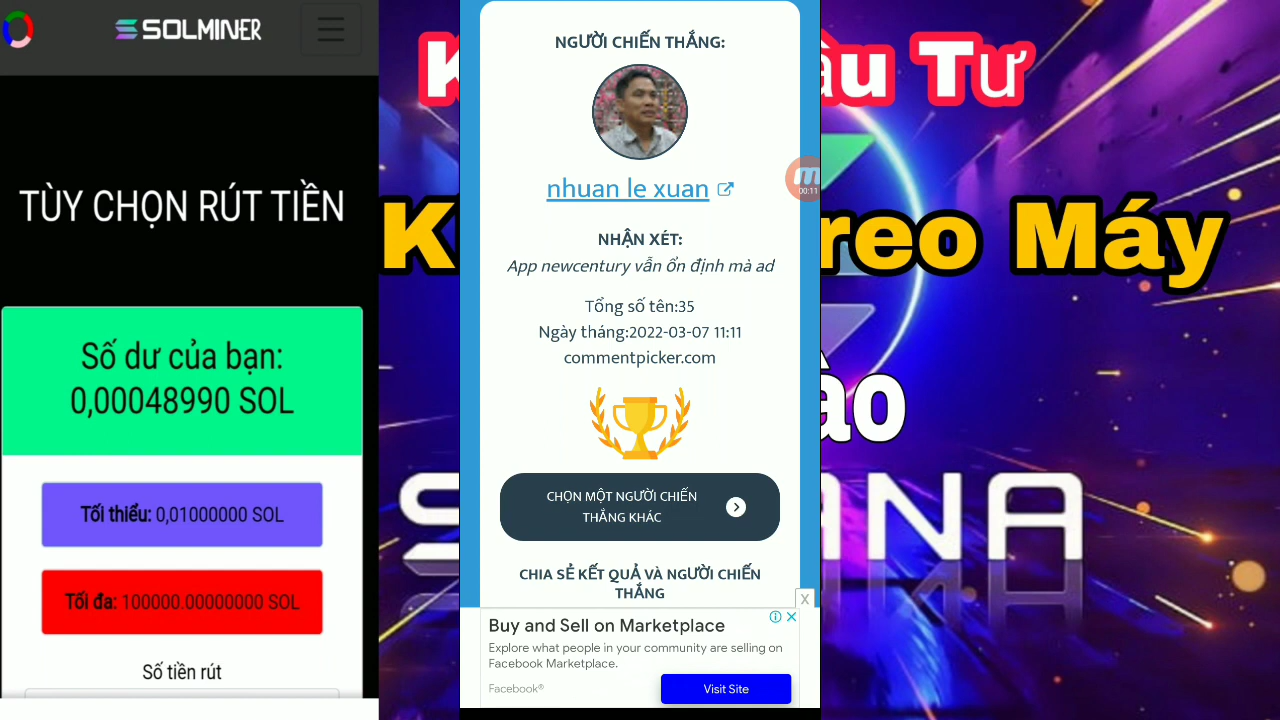 SOLMINER
TÙY CHỌN RÚT TIỀN
Số dư của bạn:
0,00048990 SOL
Tối thiểu: 0,01000000 SOL
Tối đa: 100000.00000000 SOL
Số tiền rút
NGƯỜI CHIẾN THẮNG:
nhuan le xuan
NHẬN XÉT:
App newcentury vẫn ổn định mà ad
Tổng số tên:35
Ngày tháng:2022-03-07 11:11
commentpicker.com
CHỌN MỘT NGƯỜI CHIẾN
THẮNG KHÁC
CHIA SẺ KẾT QUẢ VÀ NGƯỜI CHIẾN
THẮNG
X
Buy and Sell on Marketplace
Explore what people in your community are selling on
Facebook Marketplace.
Facebook®
Visit Site
00:11
K
ầu Tư
K
reo Máy
ào
S
ANA